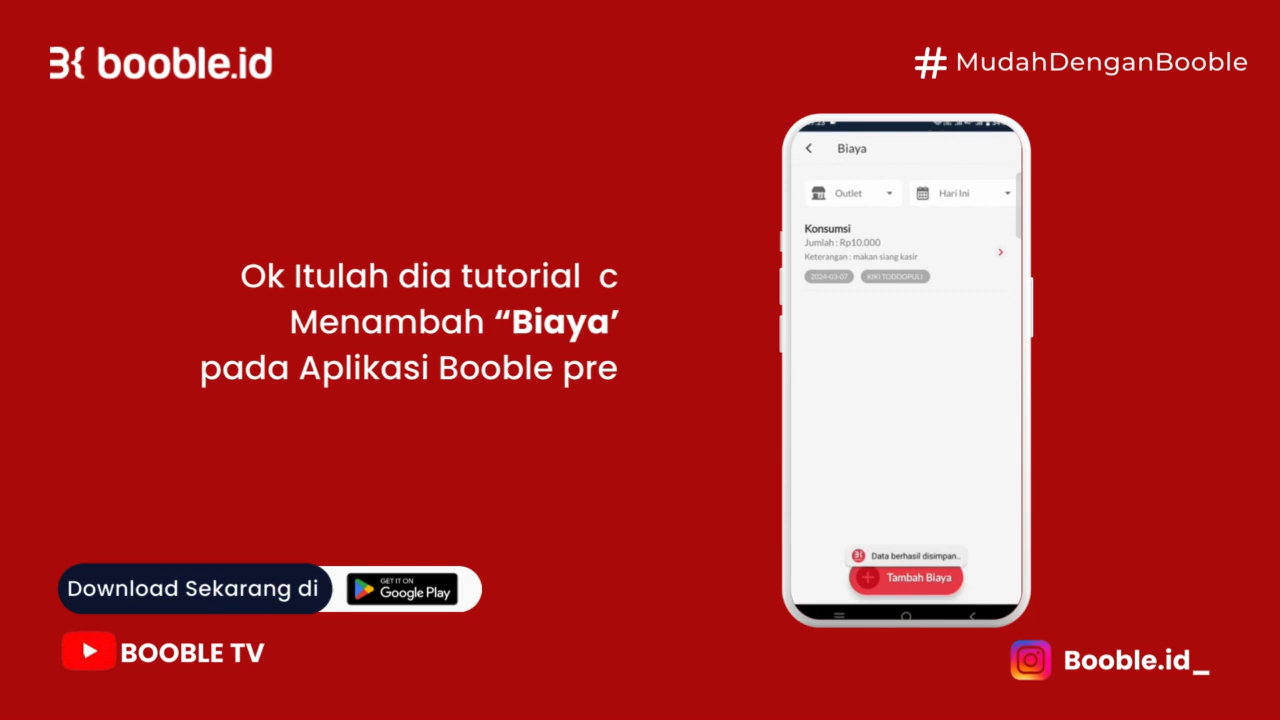 booble.id
#MudahDenganBooble
Ok Itulah dia tutorial c
Menambah “Biaya’
pada Aplikasi Booble pre
Biaya
Outlet
Hari Ini
Konsumsi
Jumlah : Rp10.000
Keterangan : makan siang kasir
2024-03-07
KIKI TODDOPULI
Data berhasil disimpan..
Tambah Biaya
Download Sekarang di
GET IT ON
Google Play
BOOBLE TV
Booble.id_